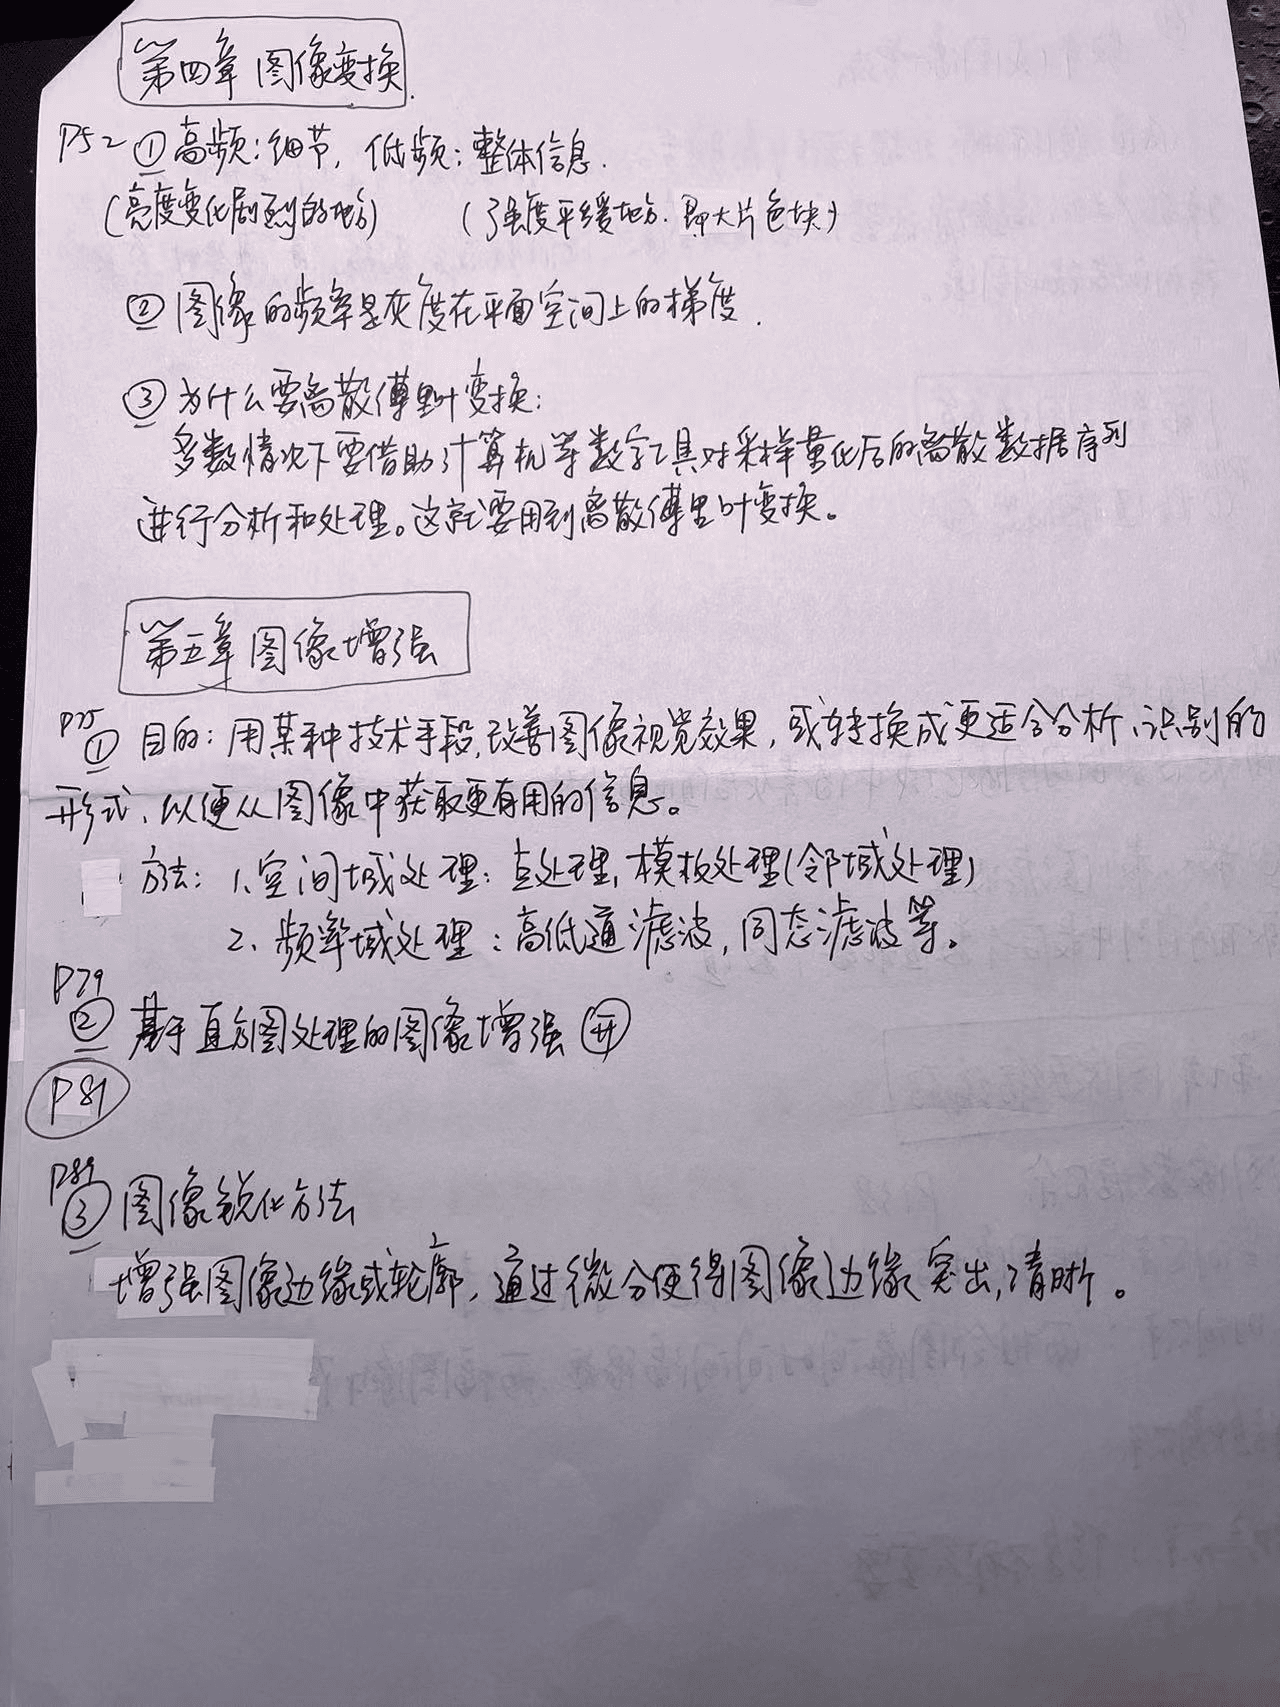 第四章 图像变换
P52 ① 高频：细节，低频：整体信息．
(亮度变化剧烈的地方) (强度平缓地方．即大片色块)
② 图像的频率是灰度在平面空间上的梯度．
③ 为什么要离散傅里叶变换：
多数情况下要借助计算机等数字工具对采样量化后的离散数据序列
进行分析和处理。这就要用到离散傅里叶变换。
第五章 图像增强
P75
① 目的：用某种技术手段，改善图像视觉效果，或转换成更适合分析、识别的
形式、以便从图像中获取更有用的信息。
方法：1、空间域处理：点处理，模板处理(邻域处理)
2、频率域处理：高低通滤波，同态滤波等。
P79
② 基于直方图处理的图像增强
P81
③ 图像锐化方法
增强图像边缘或轮廓，通过微分使得图像边缘突出，清晰。